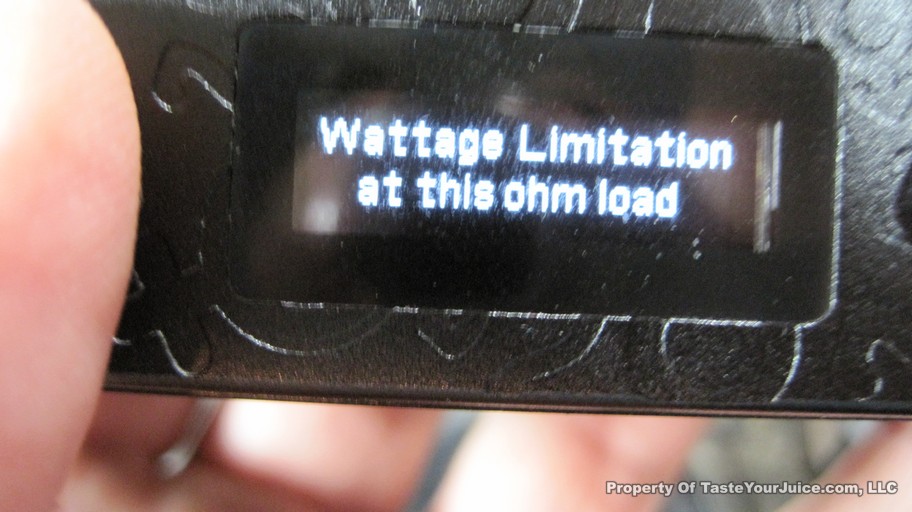 Wattage Limitation
at this ohm load
Property Of TasteYourJuice.com, LLC